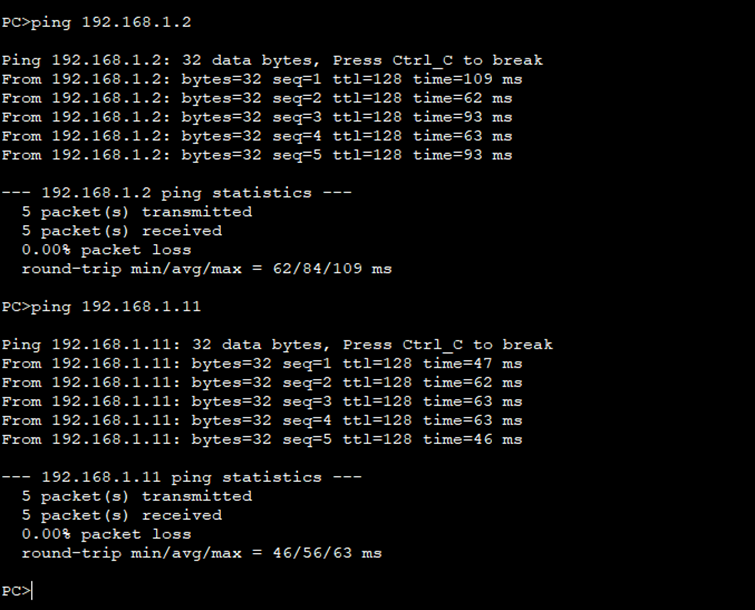 PC>ping 192.168.1.2
Ping 192.168.1.2: 32 data bytes, Press Ctrl_C to break
From 192.168.1.2: bytes=32 seq=1 ttl=128 time=109 ms
From 192.168.1.2: bytes=32 seq=2 ttl=128 time=62 ms
From 192.168.1.2: bytes=32 seq=3 ttl=128 time=93 ms
From 192.168.1.2: bytes=32 seq=4 ttl=128 time=63 ms
From 192.168.1.2: bytes=32 seq=5 ttl=128 time=93 ms
--- 192.168.1.2 ping statistics ---
5 packet(s) transmitted
5 packet(s) received
0.00% packet loss
round-trip min/avg/max = 62/84/109 ms
PC>ping 192.168.1.11
Ping 192.168.1.11: 32 data bytes, Press Ctrl_C to break
From 192.168.1.11: bytes=32 seq=1 ttl=128 time=47 ms
From 192.168.1.11: bytes=32 seq=2 ttl=128 time=62 ms
From 192.168.1.11: bytes=32 seq=3 ttl=128 time=63 ms
From 192.168.1.11: bytes=32 seq=4 ttl=128 time=63 ms
From 192.168.1.11: bytes=32 seq=5 ttl=128 time=46 ms
--- 192.168.1.11 ping statistics ---
5 packet(s) transmitted
5 packet(s) received
0.00% packet loss
round-trip min/avg/max = 46/56/63 ms
PC>